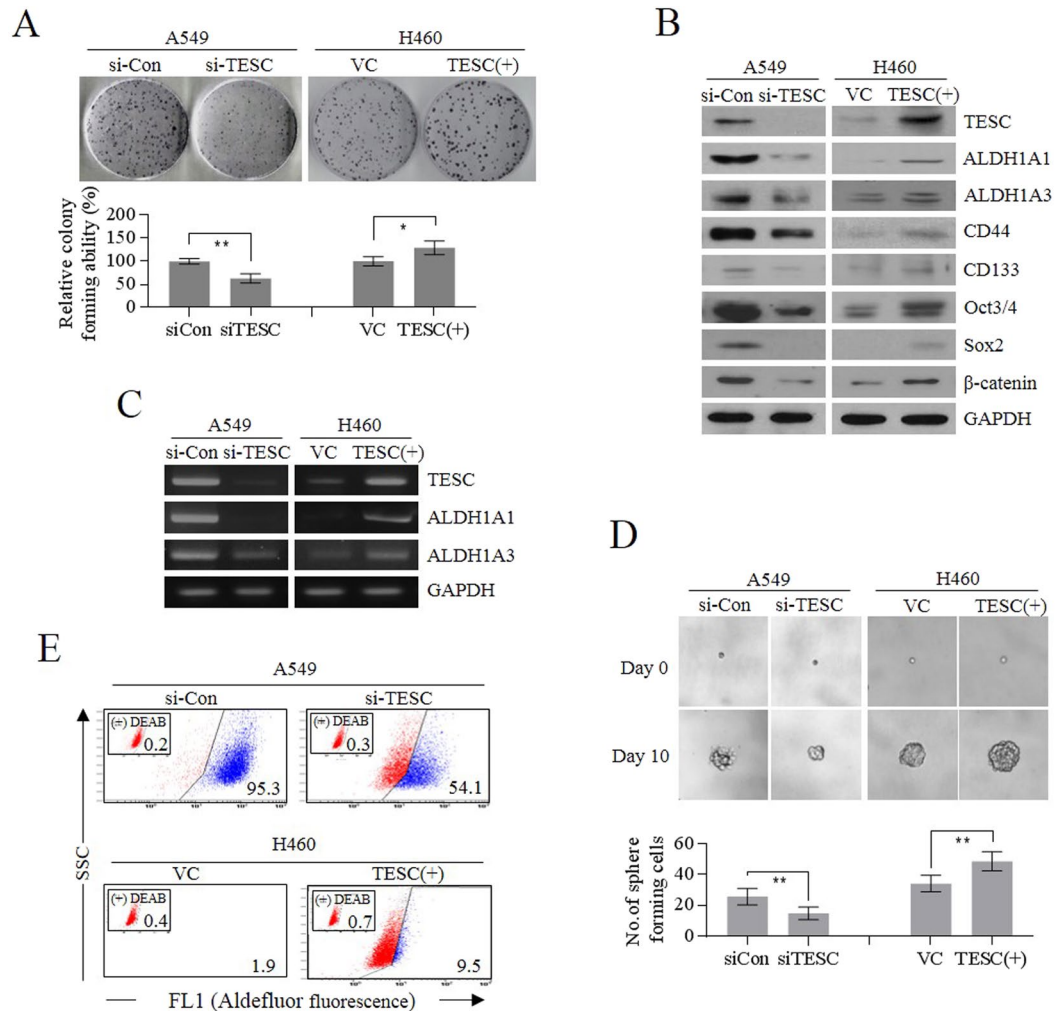 A
A549 H460
si-Con si-TESC VC TESC(+)
Relative colony
forming ability (%)
200
150
100
50
0
** *
siCon siTESC VC TESC(+)
B
A549 H460
si-Con si-TESC VC TESC(+)
TESC
ALDH1A1
ALDH1A3
CD44
CD133
Oct3/4
Sox2
β-catenin
GAPDH
C
A549 H460
si-Con si-TESC VC TESC(+)
TESC
ALDH1A1
ALDH1A3
GAPDH
D
A549 H460
si-Con si-TESC VC TESC(+)
Day 0
Day 10
No.of sphere
forming cells
60
40
20
0
** **
siCon siTESC VC TESC(+)
E
A549
si-Con si-TESC
(+) DEAB 0.2 95.3
(+) DEAB 0.3 54.1
H460
VC TESC(+)
(+) DEAB 0.4 1.9
(+) DEAB 0.7 9.5
SSC
FL1 (Aldefluor fluorescence)